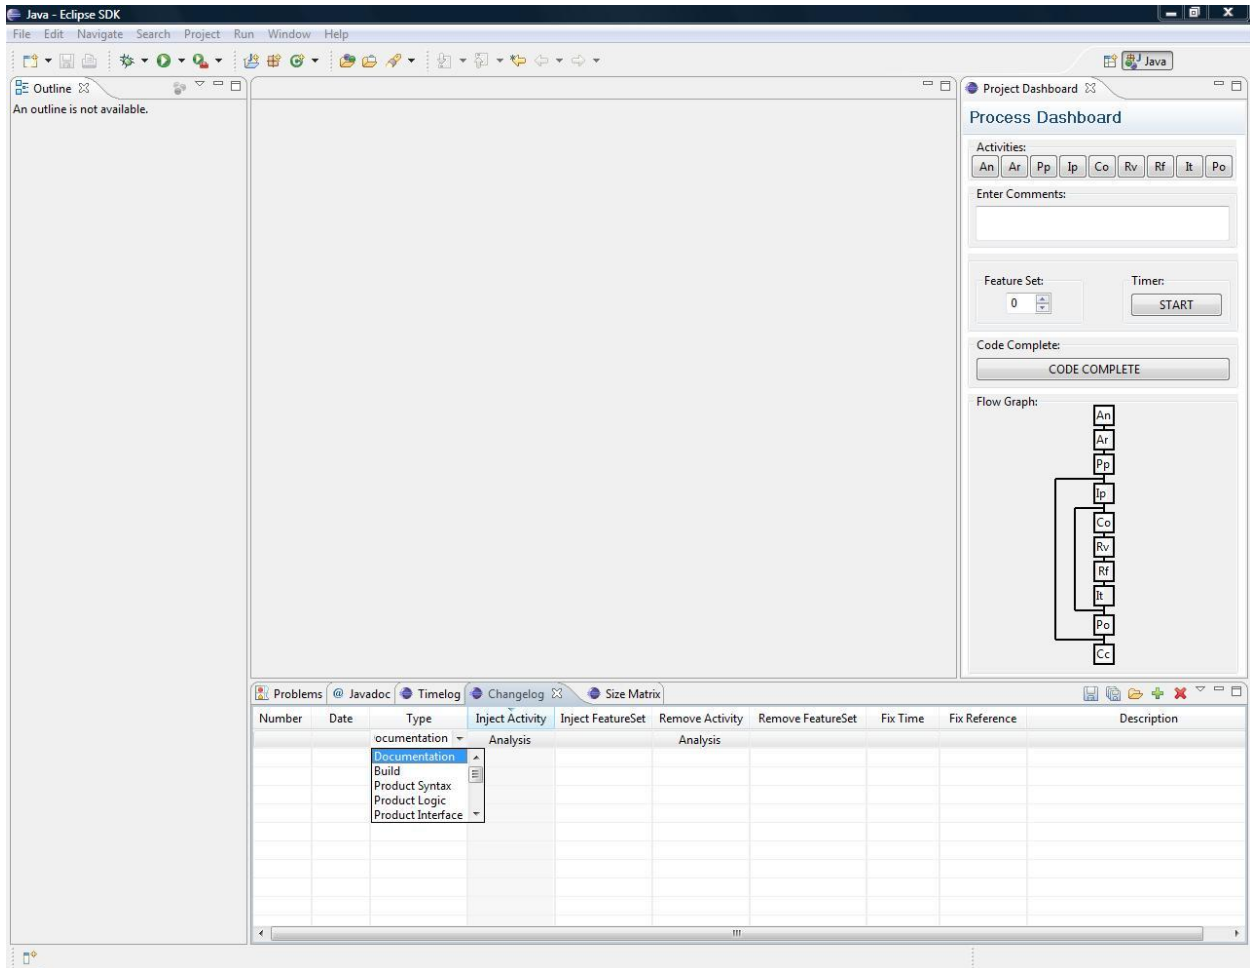 Java - Eclipse SDK
File Edit Navigate Search Project Run Window Help
Java
Outline
An outline is not available.
Project Dashboard
Process Dashboard
Activities:
An Ar Pp Ip Co Rv Rf It Po
Enter Comments:
Feature Set: Timer:
0 START
Code Complete:
CODE COMPLETE
Flow Graph:
An
Ar
Pp
Ip
Co
Rv
Rf
It
Po
Cc
Problems @ Javadoc Timelog Changelog Size Matrix
Number Date Type Inject Activity Inject FeatureSet Remove Activity Remove FeatureSet Fix Time Fix Reference Description
ocumentation Analysis Analysis
Documentation
Build
Product Syntax
Product Logic
Product Interface